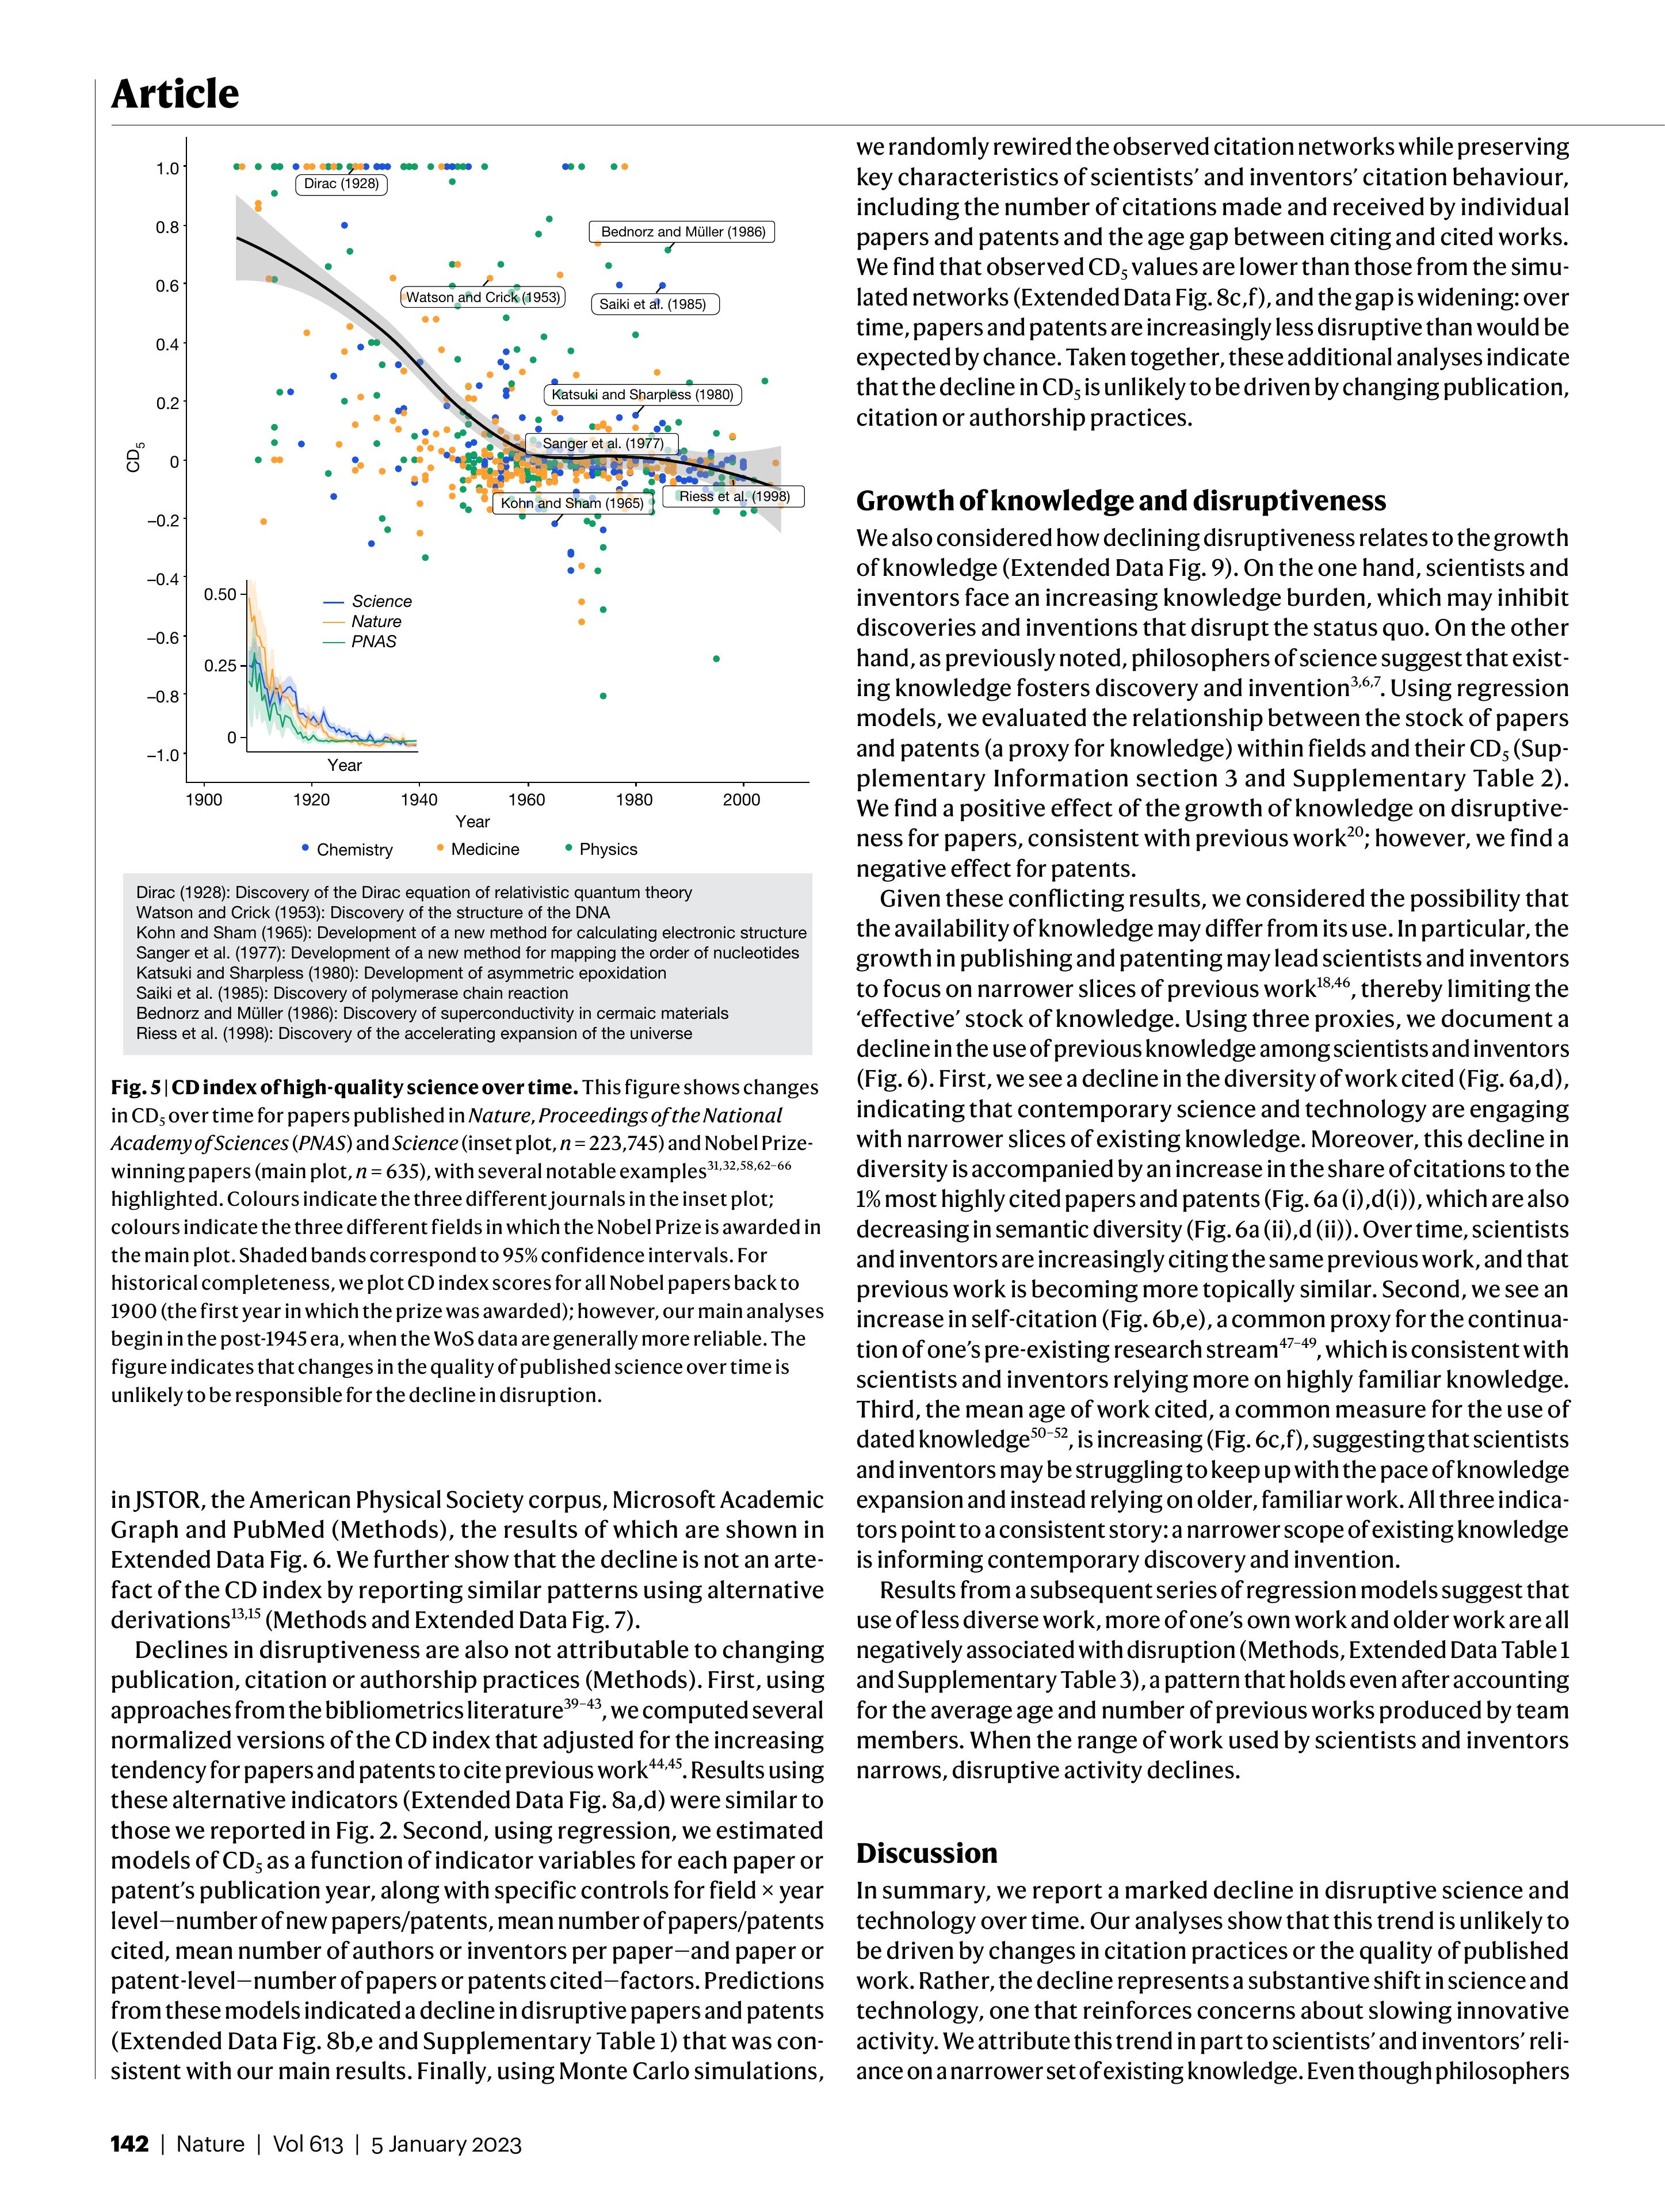 Article
1.0
0.8
0.6
0.4
0.2
0
–0.2
–0.4
–0.6
–0.8
–1.0
CD5
Dirac (1928)
Bednorz and Müller (1986)
Watson and Crick (1953)
Saiki et al. (1985)
Katsuki and Sharpless (1980)
Sanger et al. (1977)
Kohn and Sham (1965)
Riess et al. (1998)
0.50
0.25
0
Science
Nature
PNAS
Year
1900 1920 1940 1960 1980 2000
Year
Chemistry Medicine Physics
Dirac (1928): Discovery of the Dirac equation of relativistic quantum theory
Watson and Crick (1953): Discovery of the structure of the DNA
Kohn and Sham (1965): Development of a new method for calculating electronic structure
Sanger et al. (1977): Development of a new method for mapping the order of nucleotides
Katsuki and Sharpless (1980): Development of asymmetric epoxidation
Saiki et al. (1985): Discovery of polymerase chain reaction
Bednorz and Müller (1986): Discovery of superconductivity in cermaic materials
Riess et al. (1998): Discovery of the accelerating expansion of the universe
Fig. 5 | CD index of high-quality science over time. This figure shows changes
in CD5 over time for papers published in Nature, Proceedings of the National
Academy of Sciences (PNAS) and Science (inset plot, n = 223,745) and Nobel Prize-
winning papers (main plot, n = 635), with several notable examples31,32,58,62–66
highlighted. Colours indicate the three different journals in the inset plot;
colours indicate the three different fields in which the Nobel Prize is awarded in
the main plot. Shaded bands correspond to 95% confidence intervals. For
historical completeness, we plot CD index scores for all Nobel papers back to
1900 (the first year in which the prize was awarded); however, our main analyses
begin in the post-1945 era, when the WoS data are generally more reliable. The
figure indicates that changes in the quality of published science over time is
unlikely to be responsible for the decline in disruption.
in JSTOR, the American Physical Society corpus, Microsoft Academic
Graph and PubMed (Methods), the results of which are shown in
Extended Data Fig. 6. We further show that the decline is not an arte-
fact of the CD index by reporting similar patterns using alternative
derivations13,15 (Methods and Extended Data Fig. 7).
Declines in disruptiveness are also not attributable to changing
publication, citation or authorship practices (Methods). First, using
approaches from the bibliometrics literature39–43, we computed several
normalized versions of the CD index that adjusted for the increasing
tendency for papers and patents to cite previous work44,45. Results using
these alternative indicators (Extended Data Fig. 8a,d) were similar to
those we reported in Fig. 2. Second, using regression, we estimated
models of CD5 as a function of indicator variables for each paper or
patent's publication year, along with specific controls for field × year
level—number of new papers/patents, mean number of papers/patents
cited, mean number of authors or inventors per paper—and paper or
patent-level—number of papers or patents cited—factors. Predictions
from these models indicated a decline in disruptive papers and patents
(Extended Data Fig. 8b,e and Supplementary Table 1) that was con-
sistent with our main results. Finally, using Monte Carlo simulations,
we randomly rewired the observed citation networks while preserving
key characteristics of scientists' and inventors' citation behaviour,
including the number of citations made and received by individual
papers and patents and the age gap between citing and cited works.
We find that observed CD5 values are lower than those from the simu-
lated networks (Extended Data Fig. 8c,f), and the gap is widening: over
time, papers and patents are increasingly less disruptive than would be
expected by chance. Taken together, these additional analyses indicate
that the decline in CD5 is unlikely to be driven by changing publication,
citation or authorship practices.
Growth of knowledge and disruptiveness
We also considered how declining disruptiveness relates to the growth
of knowledge (Extended Data Fig. 9). On the one hand, scientists and
inventors face an increasing knowledge burden, which may inhibit
discoveries and inventions that disrupt the status quo. On the other
hand, as previously noted, philosophers of science suggest that exist-
ing knowledge fosters discovery and invention3,6,7. Using regression
models, we evaluated the relationship between the stock of papers
and patents (a proxy for knowledge) within fields and their CD5 (Sup-
plementary Information section 3 and Supplementary Table 2).
We find a positive effect of the growth of knowledge on disruptive-
ness for papers, consistent with previous work20; however, we find a
negative effect for patents.
Given these conflicting results, we considered the possibility that
the availability of knowledge may differ from its use. In particular, the
growth in publishing and patenting may lead scientists and inventors
to focus on narrower slices of previous work18,46, thereby limiting the
'effective' stock of knowledge. Using three proxies, we document a
decline in the use of previous knowledge among scientists and inventors
(Fig. 6). First, we see a decline in the diversity of work cited (Fig. 6a,d),
indicating that contemporary science and technology are engaging
with narrower slices of existing knowledge. Moreover, this decline in
diversity is accompanied by an increase in the share of citations to the
1% most highly cited papers and patents (Fig. 6a (i),d(i)), which are also
decreasing in semantic diversity (Fig. 6a (ii),d (ii)). Over time, scientists
and inventors are increasingly citing the same previous work, and that
previous work is becoming more topically similar. Second, we see an
increase in self-citation (Fig. 6b,e), a common proxy for the continua-
tion of one's pre-existing research stream47–49, which is consistent with
scientists and inventors relying more on highly familiar knowledge.
Third, the mean age of work cited, a common measure for the use of
dated knowledge50–52, is increasing (Fig. 6c,f), suggesting that scientists
and inventors may be struggling to keep up with the pace of knowledge
expansion and instead relying on older, familiar work. All three indica-
tors point to a consistent story: a narrower scope of existing knowledge
is informing contemporary discovery and invention.
Results from a subsequent series of regression models suggest that
use of less diverse work, more of one's own work and older work are all
negatively associated with disruption (Methods, Extended Data Table 1
and Supplementary Table 3), a pattern that holds even after accounting
for the average age and number of previous works produced by team
members. When the range of work used by scientists and inventors
narrows, disruptive activity declines.
Discussion
In summary, we report a marked decline in disruptive science and
technology over time. Our analyses show that this trend is unlikely to
be driven by changes in citation practices or the quality of published
work. Rather, the decline represents a substantive shift in science and
technology, one that reinforces concerns about slowing innovative
activity. We attribute this trend in part to scientists' and inventors' reli-
ance on a narrower set of existing knowledge. Even though philosophers
142 | Nature | Vol 613 | 5 January 2023